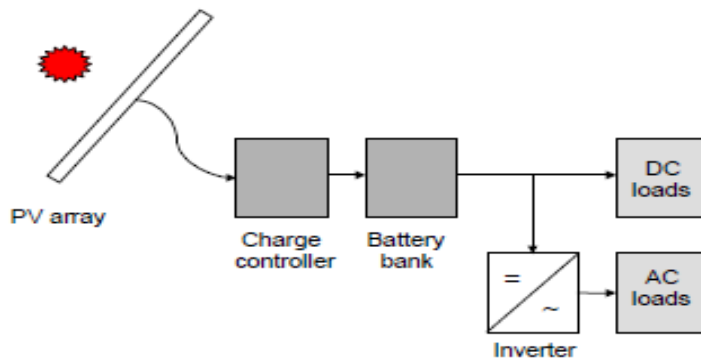 PV array
Charge
controller
Battery
bank
DC
loads
=
~
Inverter
AC
loads